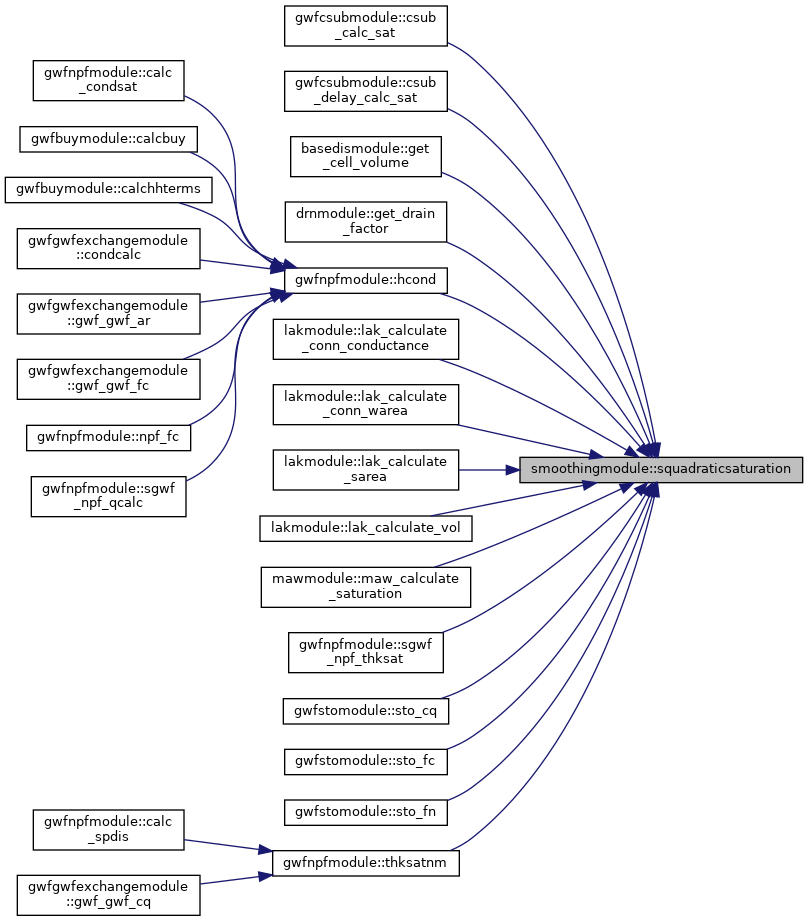 gwfcsubmodule::csub
_calc_sat
gwfcsubmodule::csub
_delay_calc_sat
basedismodule::get
_cell_volume
drnmodule::get_drain
_factor
gwfnpfmodule::hcond
gwfnpfmodule::calc
_condsat
gwfbuymodule::calcbuy
gwfbuymodule::calchhterms
gwfgwfexchangemodule
::condcalc
gwfgwfexchangemodule
::gwf_gwf_ar
gwfgwfexchangemodule
::gwf_gwf_fc
gwfnpfmodule::npf_fc
gwfnpfmodule::sgwf
_npf_qcalc
lakmodule::lak_calculate
_conn_conductance
lakmodule::lak_calculate
_conn_warea
lakmodule::lak_calculate
_sarea
smoothingmodule::squadraticsaturation
lakmodule::lak_calculate_vol
mawmodule::maw_calculate
_saturation
gwfnpfmodule::sgwf
_npf_thksat
gwfstomodule::sto_cq
gwfstomodule::sto_fc
gwfstomodule::sto_fn
gwfnpfmodule::thksatnm
gwfnpfmodule::calc
_spdis
gwfgwfexchangemodule
::gwf_gwf_cq